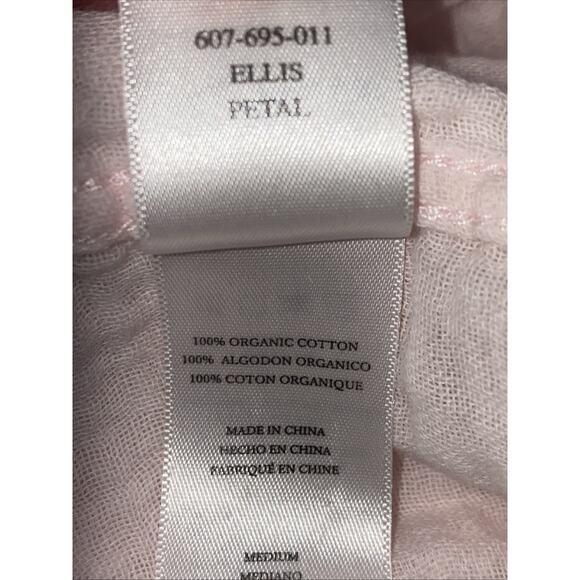 607-695-011
ELLIS
PETAL
100% ORGANIC COTTON
100% ALGODON ORGANICO
100% COTON ORGANIQUE
MADE IN CHINA
HECHO EN CHINA
FABRIQUÉ EN CHINE
MEDIUM
MEDIANO